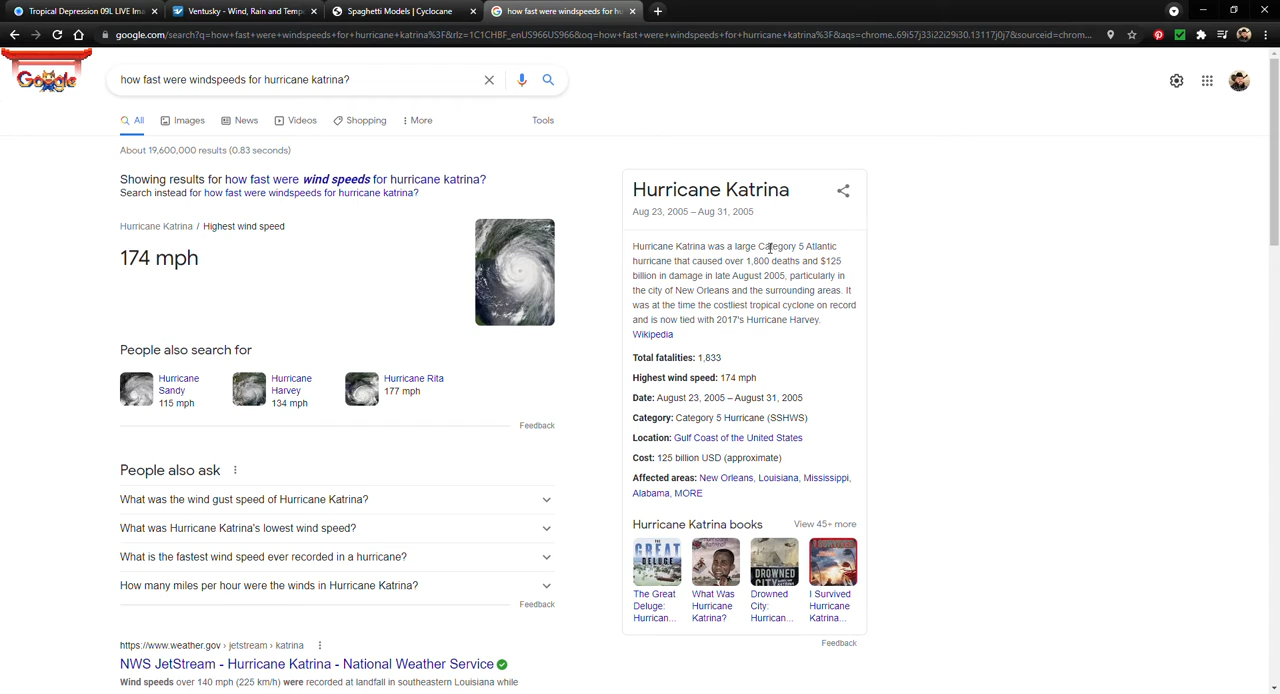 Tropical Depression 09L LIVE Ima
Ventusky - Wind, Rain and Temp
Spaghetti Models | Cyclocane
how fast were windspeeds for h
google.com/search?q=how+fast+were+windspeeds+for+hurricane+katrina%3F&rlz=1C1CHBF_enUS966US966&oq=how+fast+were+windspeeds+for+hurricane+katrina%3F&aqs=chrome..69i57j33i22i29i30.13117j0j7&sourceid=chrom...
Google
how fast were windspeeds for hurricane katrina?
All
Images
News
Videos
Shopping
More
Tools
About 19,600,000 results (0.83 seconds)
Showing results for how fast were wind speeds for hurricane katrina?
Search instead for how fast were windspeeds for hurricane katrina?
Hurricane Katrina / Highest wind speed
174 mph
People also search for
Hurricane
Sandy
115 mph
Hurricane
Harvey
134 mph
Hurricane Rita
177 mph
Feedback
People also ask
What was the wind gust speed of Hurricane Katrina?
What was Hurricane Katrina's lowest wind speed?
What is the fastest wind speed ever recorded in a hurricane?
How many miles per hour were the winds in Hurricane Katrina?
Feedback
https://www.weather.gov › jetstream › katrina
NWS JetStream - Hurricane Katrina - National Weather Service
Wind speeds over 140 mph (225 km/h) were recorded at landfall in southeastern Louisiana while
Hurricane Katrina
Aug 23, 2005 – Aug 31, 2005
Hurricane Katrina was a large Category 5 Atlantic
hurricane that caused over 1,800 deaths and $125
billion in damage in late August 2005, particularly in
the city of New Orleans and the surrounding areas. It
was at the time the costliest tropical cyclone on record
and is now tied with 2017's Hurricane Harvey.
Wikipedia
Total fatalities: 1,833
Highest wind speed: 174 mph
Date: August 23, 2005 – August 31, 2005
Category: Category 5 Hurricane (SSHWS)
Location: Gulf Coast of the United States
Cost: 125 billion USD (approximate)
Affected areas: New Orleans, Louisiana, Mississippi,
Alabama, MORE
Hurricane Katrina books
View 45+ more
THE
GREAT
DELUGE
DROWNED
CITY
The Great
Deluge:
Hurrican...
What Was
Hurricane
Katrina?
Drowned
City:
Hurrican...
I Survived
Hurricane
Katrina...
Feedback